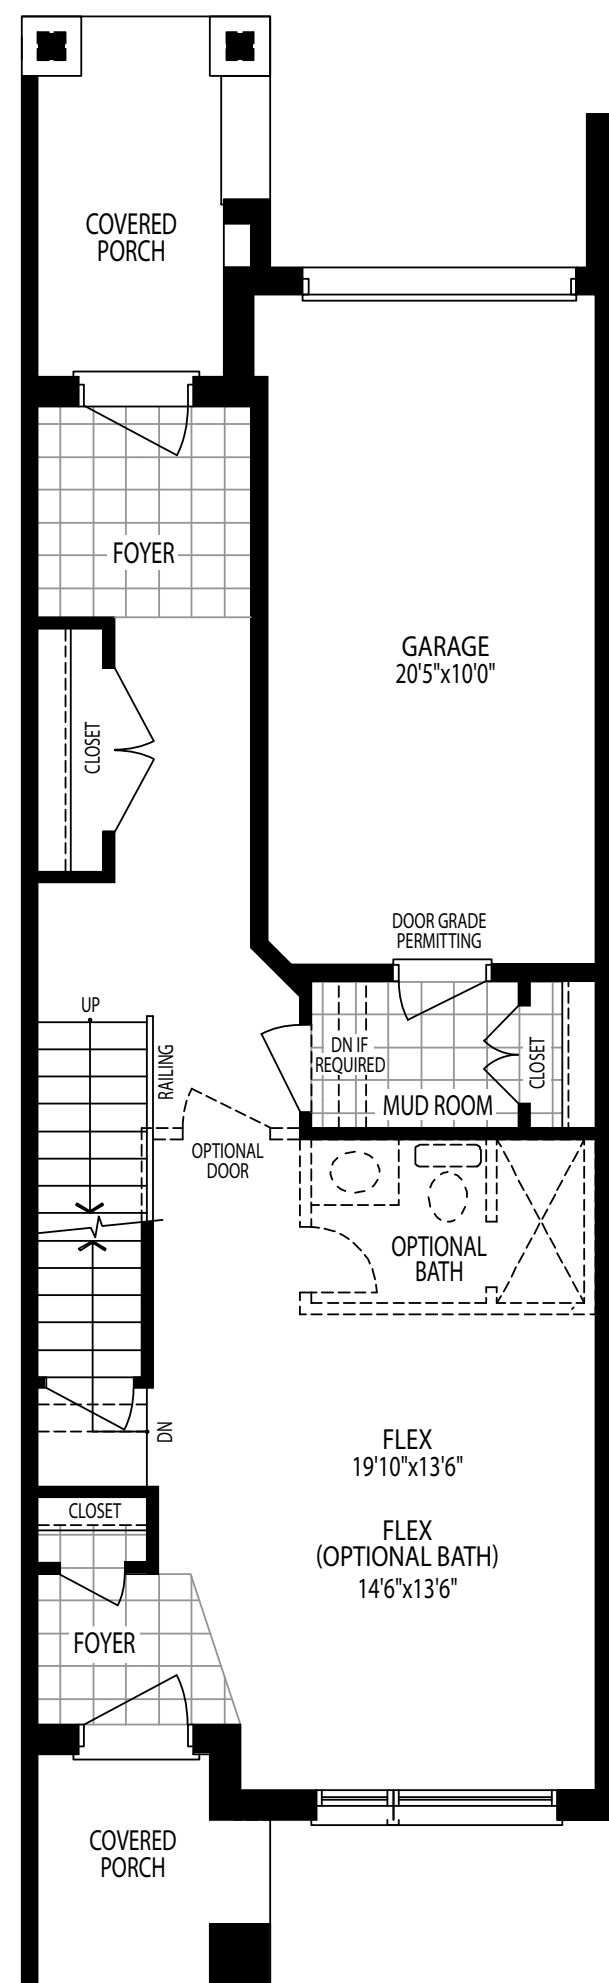 COVERED
PORCH
FOYER
GARAGE
20'5"x10'0"
CLOSET
DOOR GRADE
PERMITTING
UP
RAILING
DN IF
REQUIRED
CLOSET
MUD ROOM
OPTIONAL
DOOR
OPTIONAL
BATH
DN
FLEX
19'10"x13'6"
CLOSET
FLEX
(OPTIONAL BATH)
14'6"x13'6"
FOYER
COVERED
PORCH